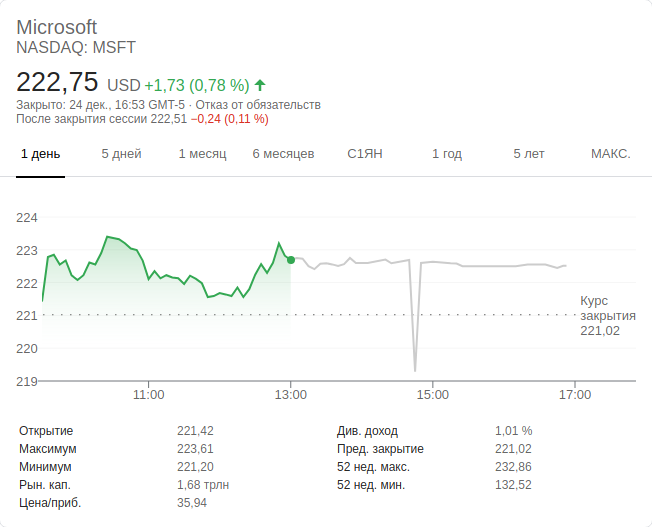 Microsoft
NASDAQ: MSFT
222,75 USD +1,73 (0,78 %)
Закрыто: 24 дек., 16:53 GMT-5 · Отказ от обязательств
После закрытия сессии 222,51 −0,24 (0,11 %)
1 день 5 дней 1 месяц 6 месяцев С1ЯН 1 год 5 лет МАКС.
224
223
222
221
220
219
Курс
закрытия
221,02
11:00 13:00 15:00 17:00
Открытие 221,42 Див. доход 1,01 %
Максимум 223,61 Пред. закрытие 221,02
Минимум 221,20 52 нед. макс. 232,86
Рын. кап. 1,68 трлн 52 нед. мин. 132,52
Цена/приб. 35,94